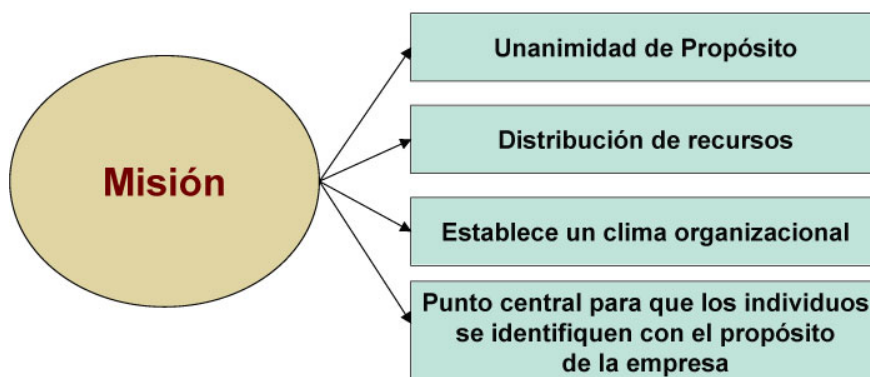 Misión
Unanimidad de Propósito
Distribución de recursos
Establece un clima organizacional
Punto central para que los individuos
se identifiquen con el propósito
de la empresa